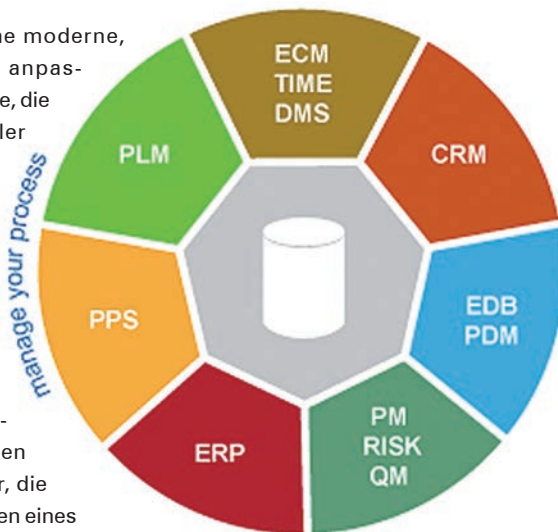 ne moderne,
anpas-
e, die
ler
manage your process
ECM
TIME
DMS
CRM
EDB
PDM
PM
RISK
QM
ERP
PPS
PLM
-
en
r, die
en eines